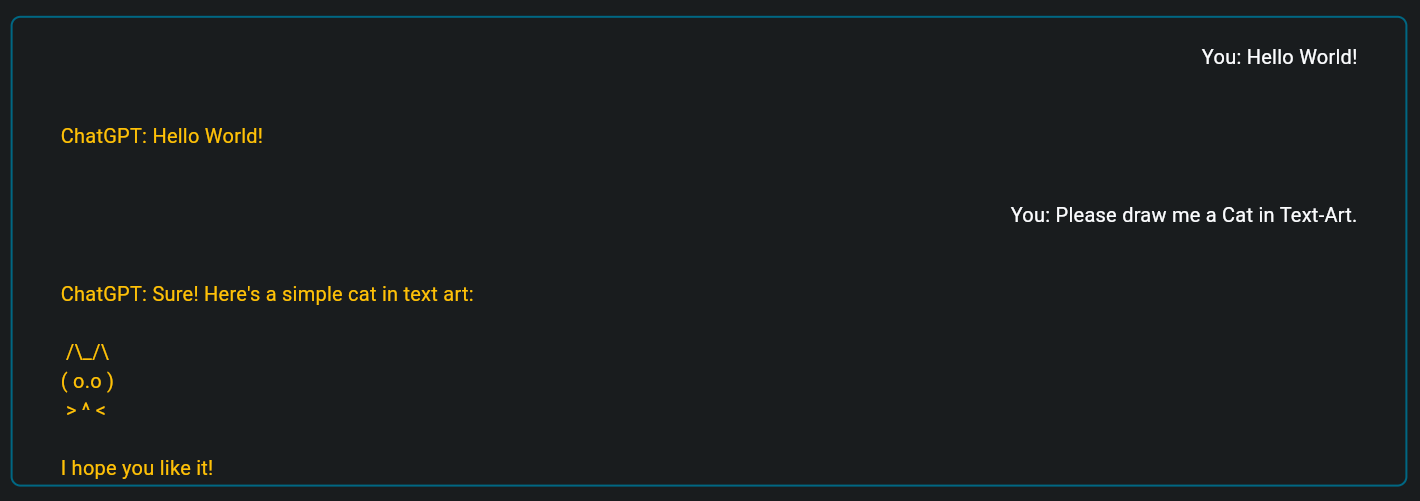 You: Hello World!
ChatGPT: Hello World!
You: Please draw me a Cat in Text-Art.
ChatGPT: Sure! Here's a simple cat in text art:
 /\_/\
( o.o )
 > ^ <
I hope you like it!